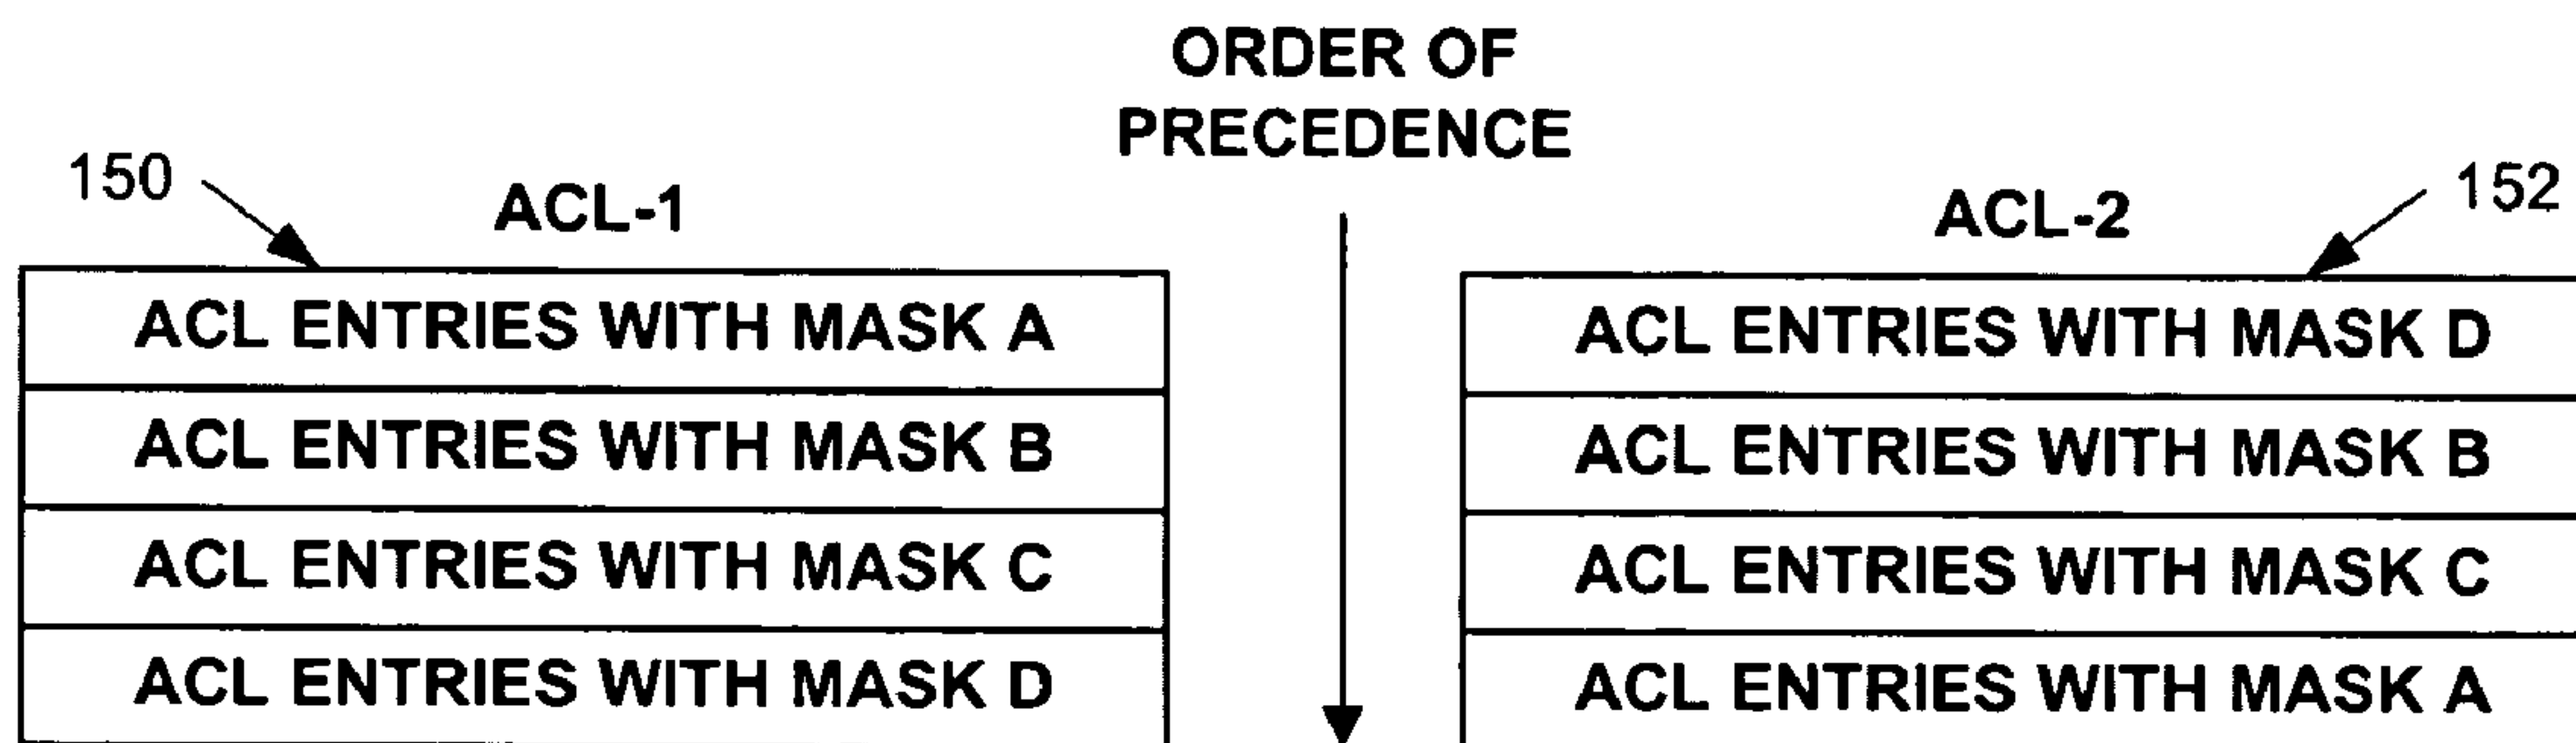 ORDER OF
PRECEDENCE
150
ACL-1
ACL-2
152
ACL ENTRIES WITH MASK A
ACL ENTRIES WITH MASK B
ACL ENTRIES WITH MASK C
ACL ENTRIES WITH MASK D
ACL ENTRIES WITH MASK D
ACL ENTRIES WITH MASK B
ACL ENTRIES WITH MASK C
ACL ENTRIES WITH MASK A